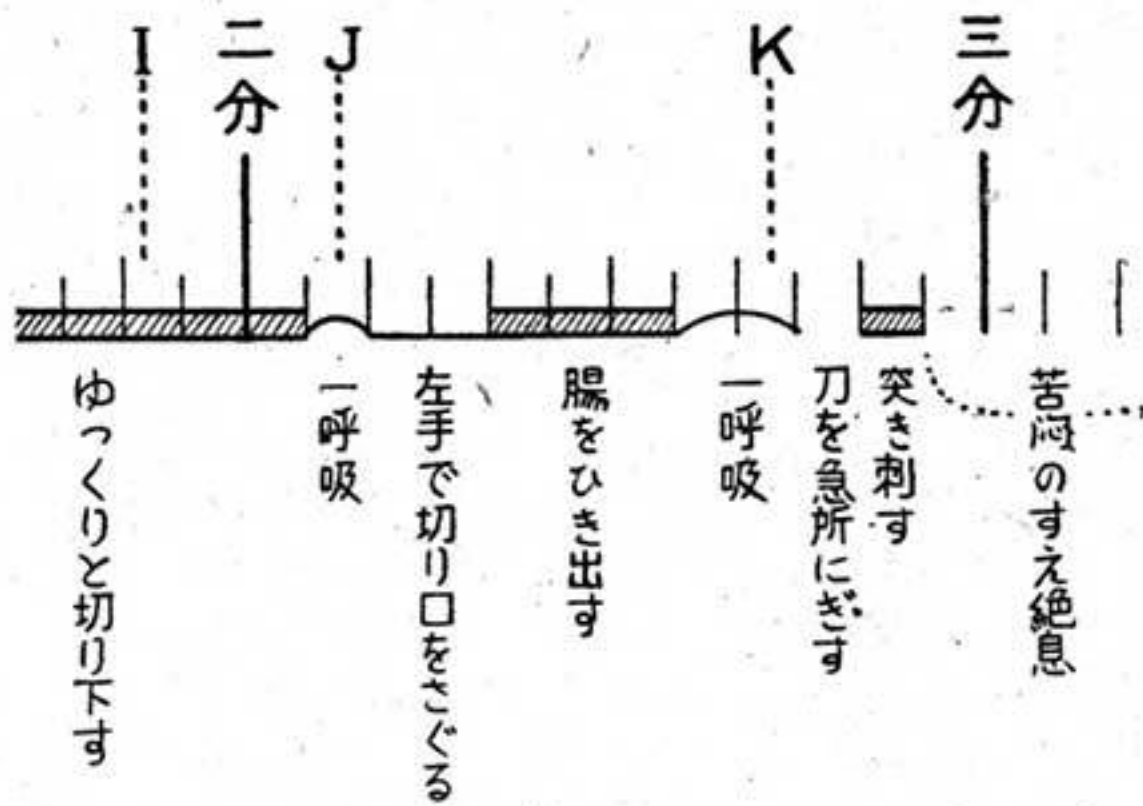 I
二分
J
K
三分
ゆっくりと切り下す
一呼吸
左手で切り口をさぐる
腸をひき出す
一呼吸
刀を急所にぎす
突き刺す
苦悶のすえ絶息